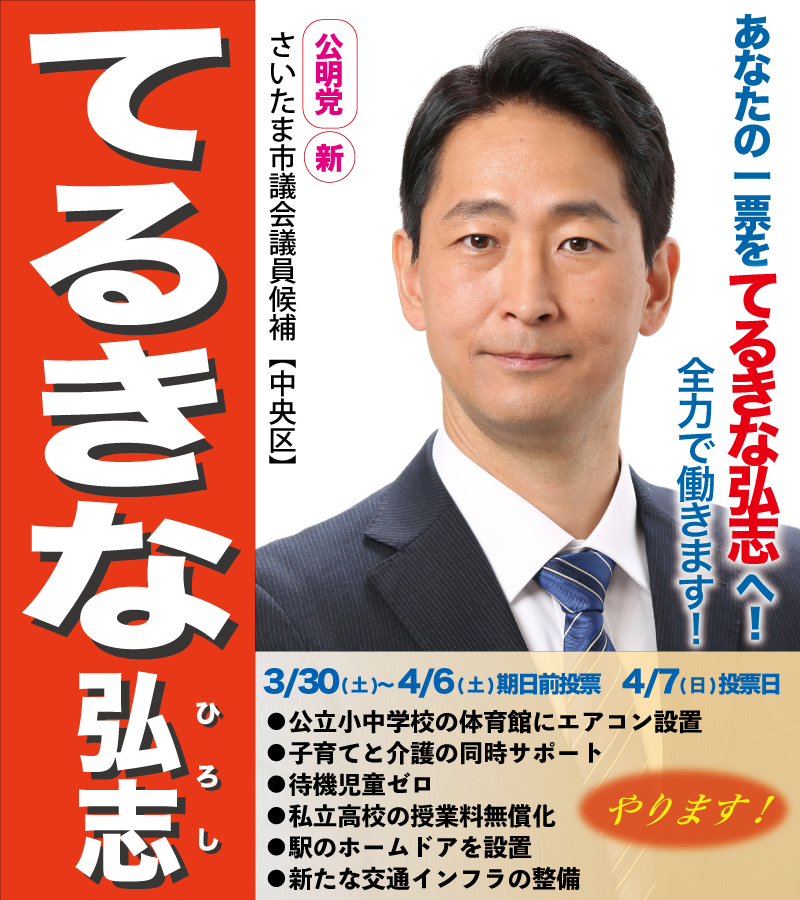 あなたの一票をてるきな弘志へ！
全力で働きます！
公明党 新
さいたま市議会議員候補【中央区】
てるきな弘志
ひろし
3/30(土)～4/6(土)期日前投票 4/7(日)投票日
●公立小中学校の体育館にエアコン設置
●子育てと介護の同時サポート
●待機児童ゼロ
●私立高校の授業料無償化
●駅のホームドアを設置
●新たな交通インフラの整備
やります！